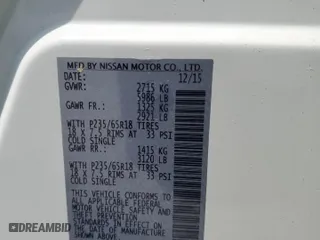 MFD BY NISSAN MOTOR CO., LTD.
DATE: 12/15
GVWR: 2715 KG
5986 LB
GAWR FR.: 1325 KG
2921 LB
WITH P235/65R18 TIRES
18 X 7.5 RIMS AT 33 PSI
COLD SINGLE
GAWR RR: 1415 KG
3120 LB
WITH P235/65R18 TIRES
18 X 7.5 RIMS AT 33 PSI
COLD SINGLE
THIS VEHICLE CONFORMS TO ALL
APPLICABLE U.S. FEDERAL
MOTOR VEHICLE SAFETY AND
THEFT PREVENTION
STANDARDS IN EFFECT ON THE
DATE OF MANU
DREAMBID